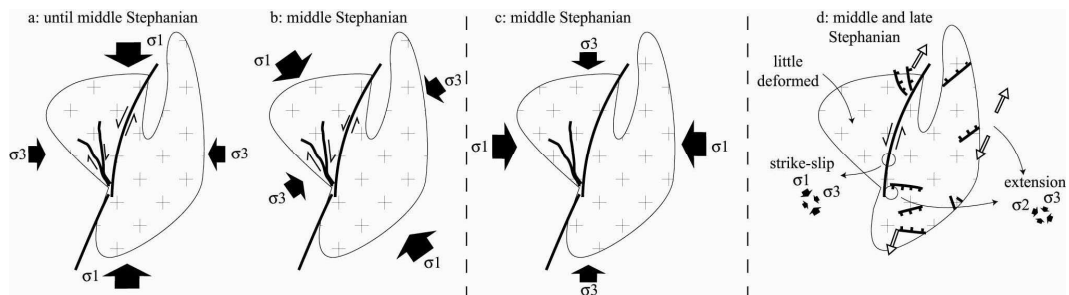 a: until middle Stephanian
σ1
σ3
σ3
σ1
b: middle Stephanian
σ1
σ3
σ3
σ1
c: middle Stephanian
σ3
σ1
σ1
σ3
d: middle and late
Stephanian
little
deformed
strike-slip
σ1
σ3
extension
σ2
σ3